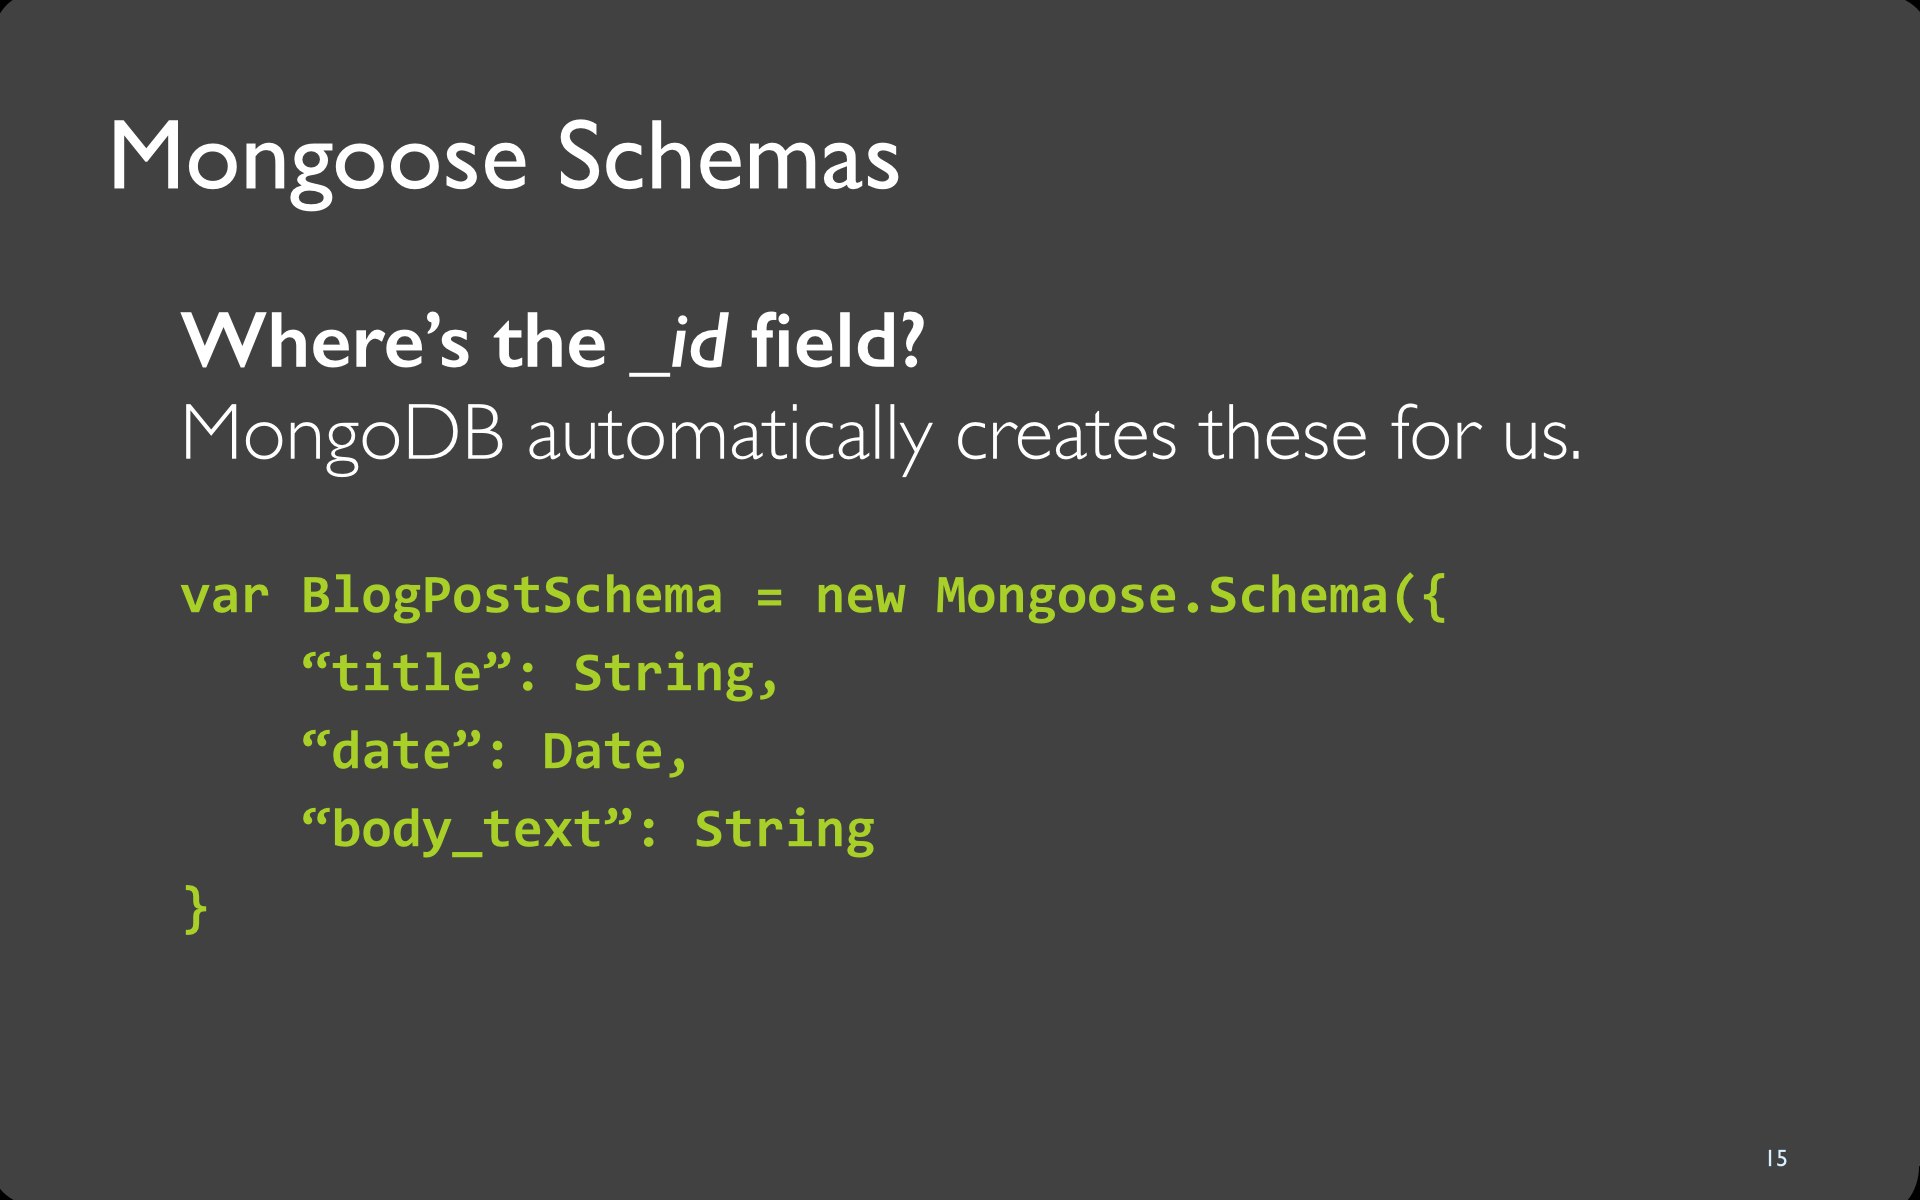 Mongoose Schemas
Where’s the _id field?
MongoDB automatically creates these for us.
var BlogPostSchema = new Mongoose.Schema({
“title”: String,
“date”: Date,
“body_text”: String
}
15